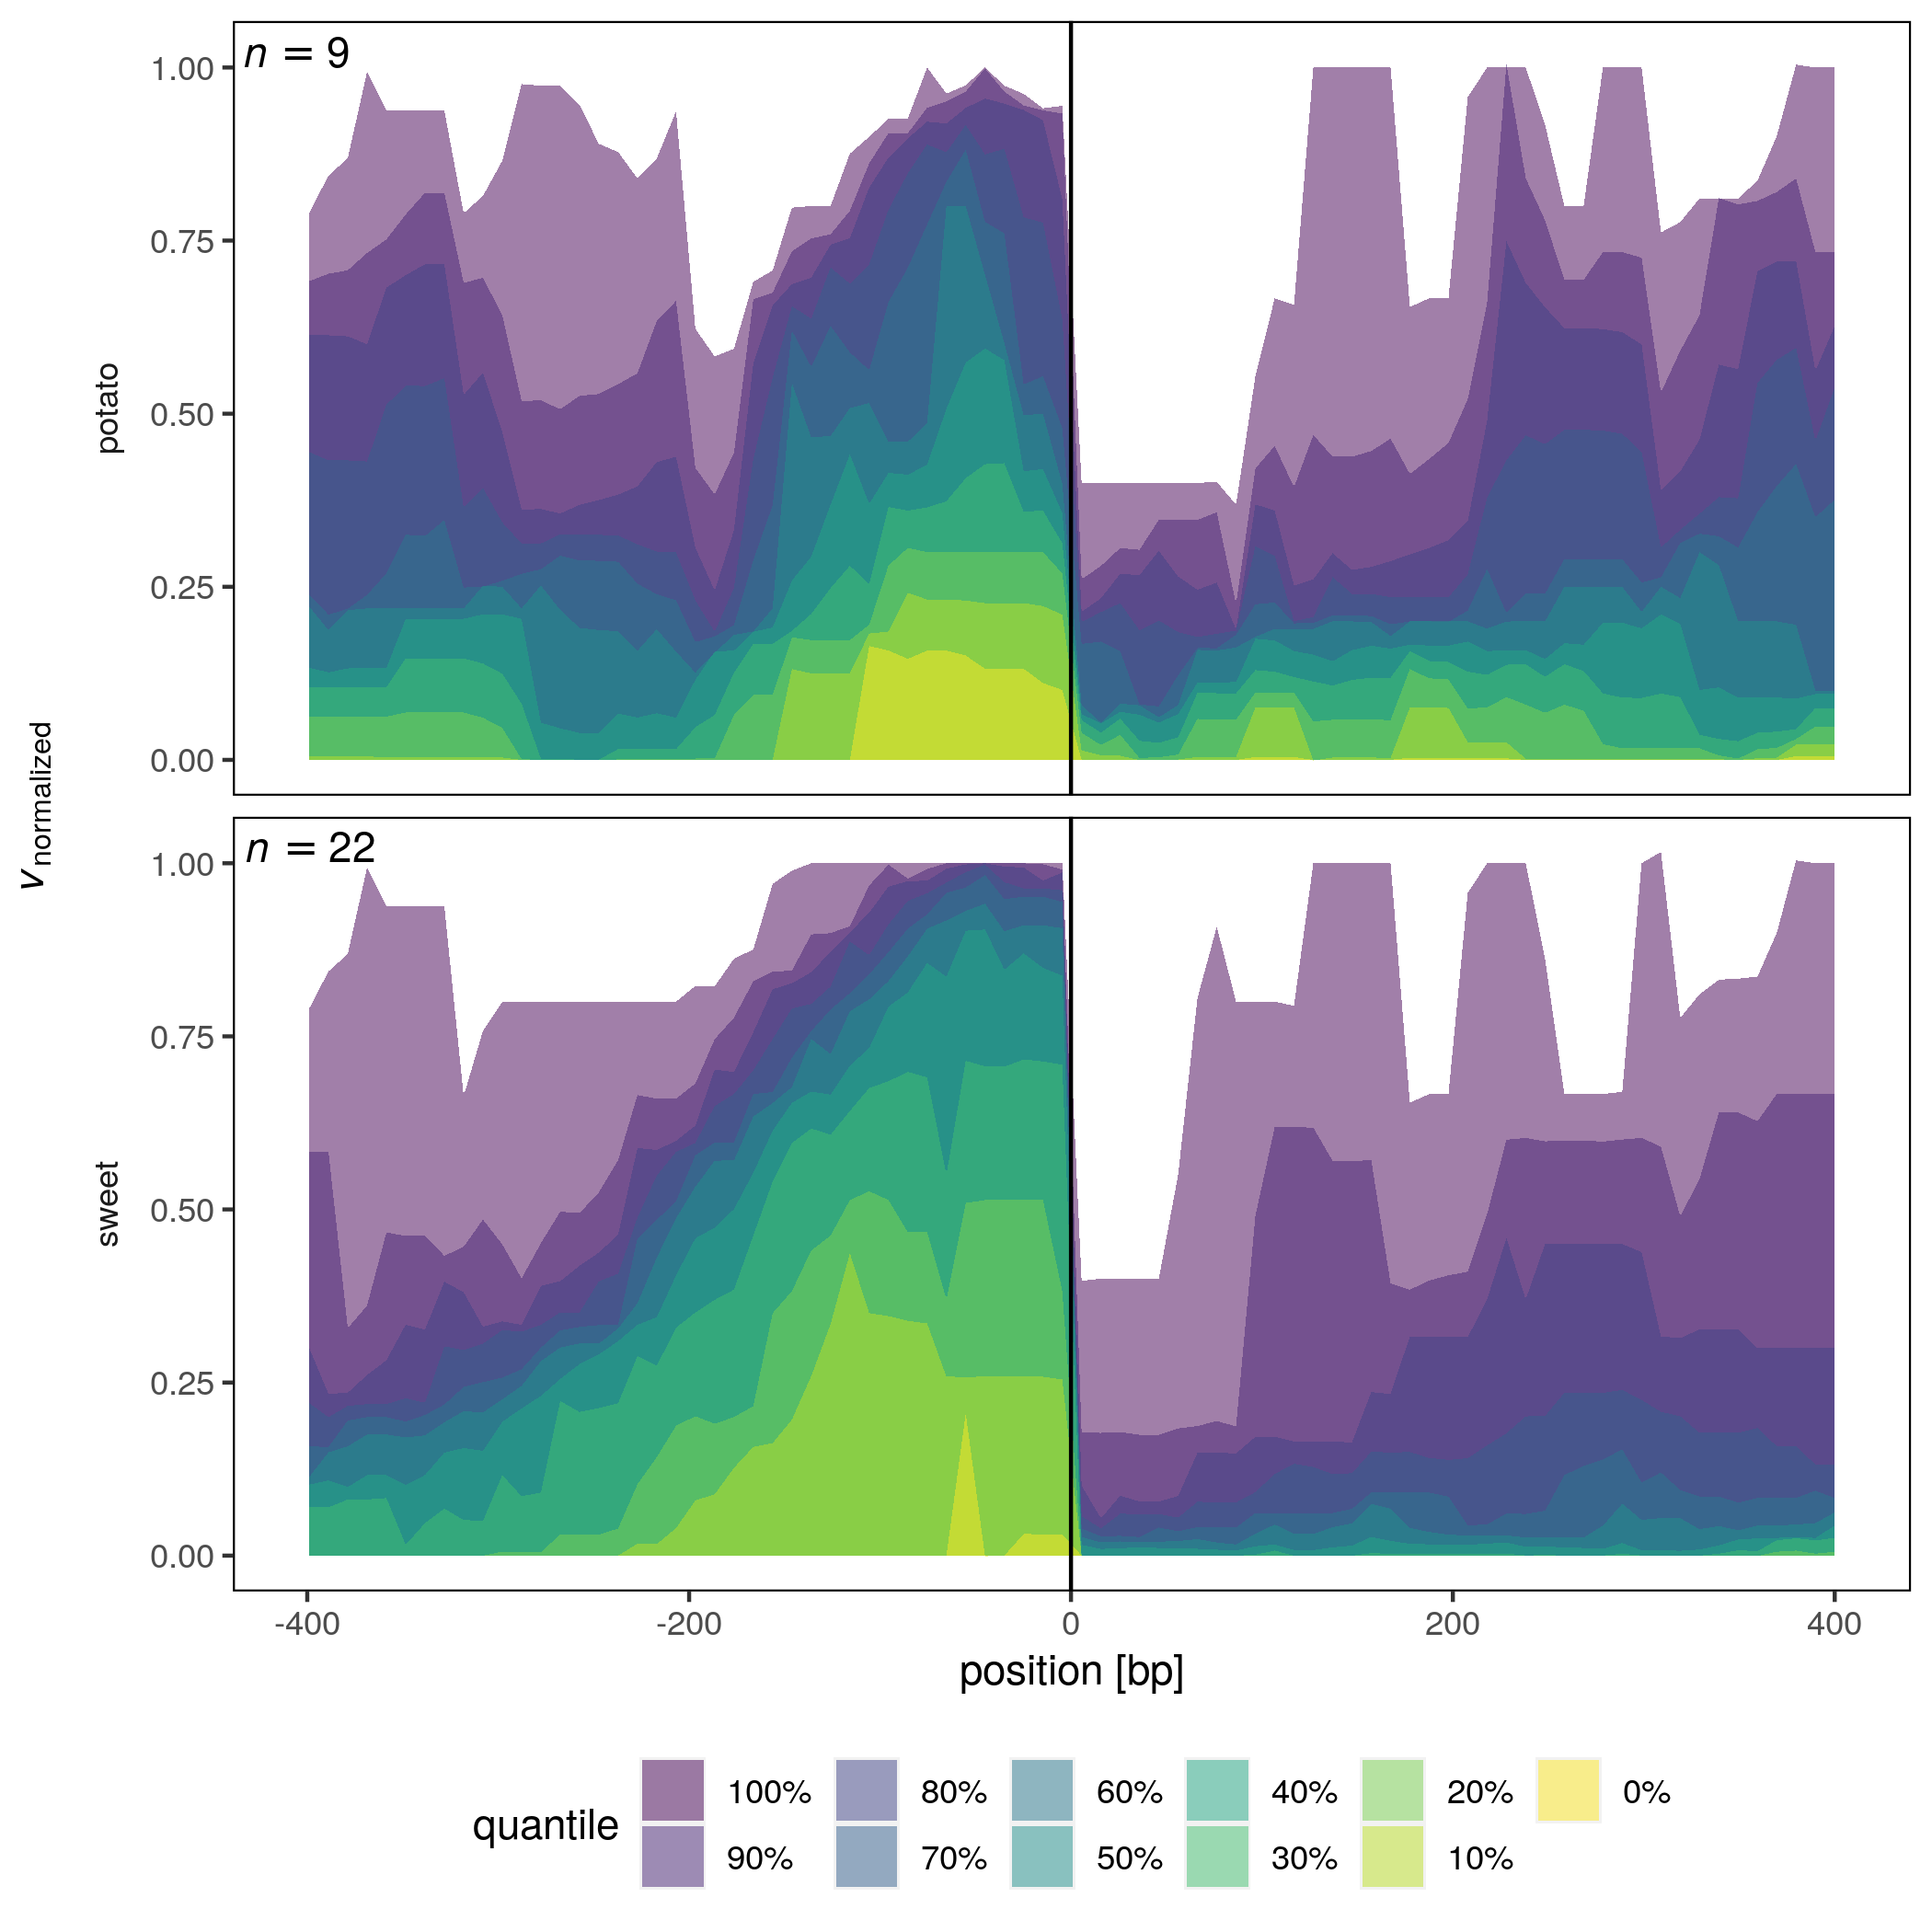 n = 9
1.00
0.75
0.50
0.25
0.00
potato
n = 22
1.00
0.75
0.50
0.25
0.00
sweet
v normalized
-400 -200 0 200 400
position [bp]
quantile
100% 80% 60% 40% 20% 0%
90% 70% 50% 30% 10%